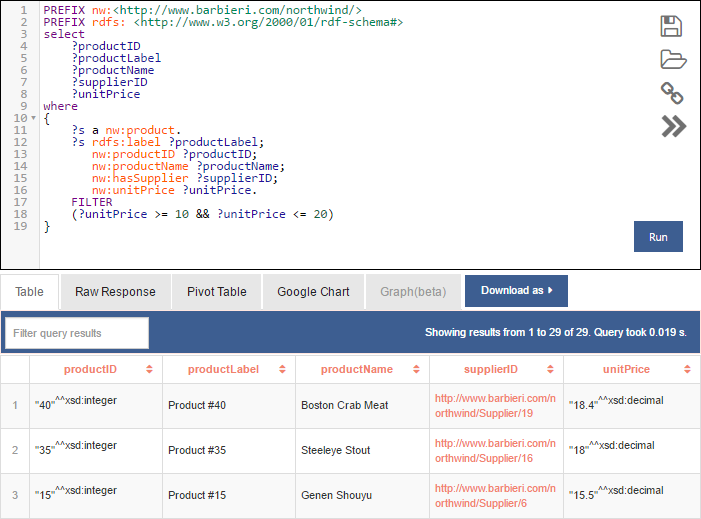 1 PREFIX nw:<http://www.barbieri.com/northwind/>
2 PREFIX rdfs: <http://www.w3.org/2000/01/rdf-schema#>
3 select
4 ?productID
5 ?productLabel
6 ?productName
7 ?supplierID
8 ?unitPrice
9 where
10 {
11 ?s a nw:product.
12 ?s rdfs:label ?productLabel;
13 nw:productID ?productID;
14 nw:productName ?productName;
15 nw:hasSupplier ?supplierID;
16 nw:unitPrice ?unitPrice.
17 FILTER
18 (?unitPrice >= 10 && ?unitPrice <= 20)
19 }
Run
Table Raw Response Pivot Table Google Chart Graph(beta) Download as
Filter query results Showing results from 1 to 29 of 29. Query took 0.019 s.
productID productLabel productName supplierID unitPrice
1 "40"^^xsd:integer Product #40 Boston Crab Meat http://www.barbieri.com/n "18.4"^^xsd:decimal
orthwind/Supplier/19
2 "35"^^xsd:integer Product #35 Steeleye Stout http://www.barbieri.com/n "18"^^xsd:decimal
orthwind/Supplier/16
3 "15"^^xsd:integer Product #15 Genen Shouyu http://www.barbieri.com/n "15.5"^^xsd:decimal
orthwind/Supplier/6